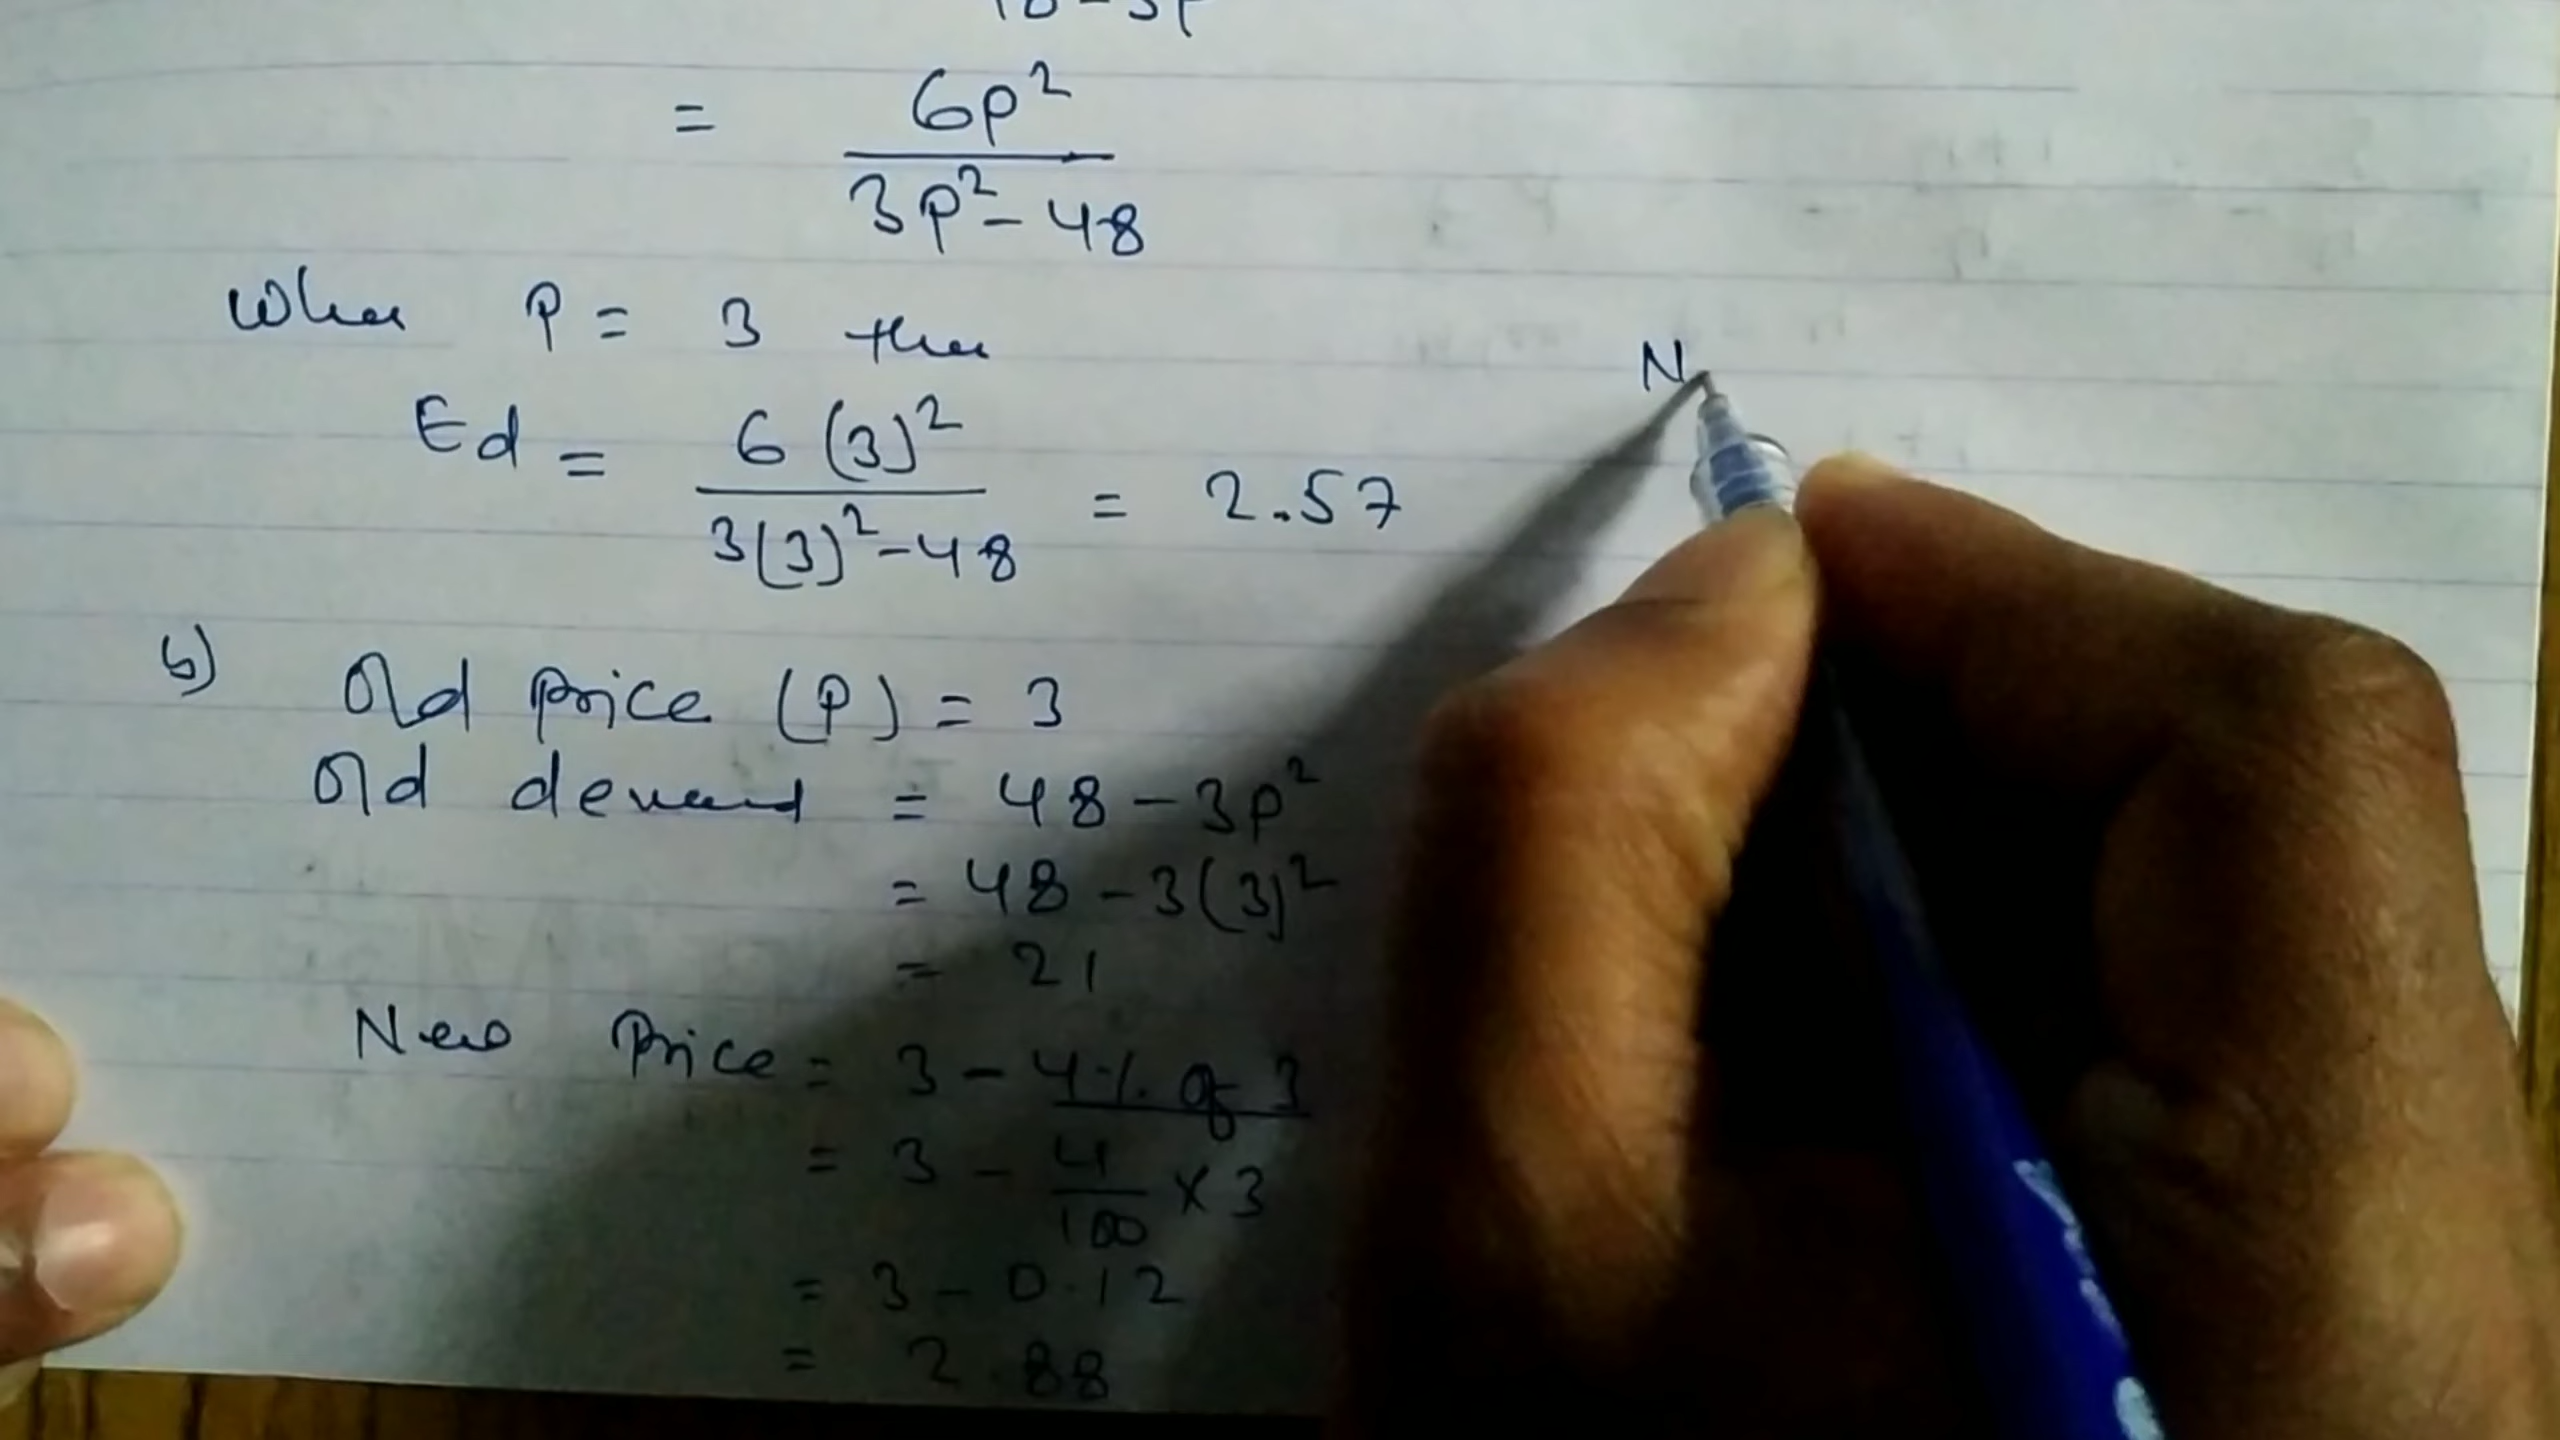 = 6p² / 3p² - 48
When P = 3 then
Ed = 6 (3)² / 3(3)² - 48 = 2.57
N
b) Old price (P) = 3
Old demand = 48 - 3p²
= 48 - 3(3)²
= 21
New Price = 3 - 4% of 3
= 3 - 4/100 × 3
= 3 - 0.12
= 2.88